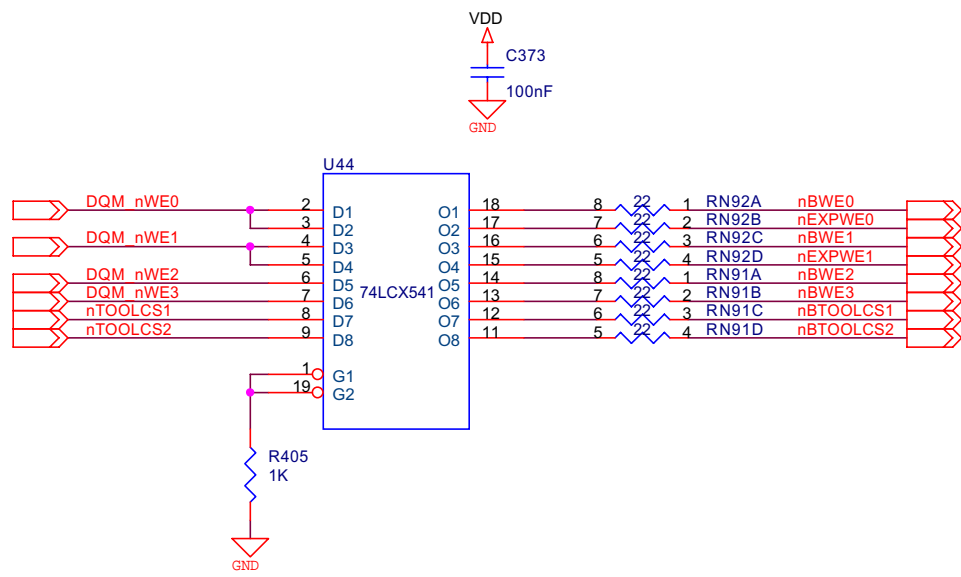 VDD
C373
100nF
GND
U44
DQM_nWE0 2 D1 O1 18 8 22 1 RN92A nBWE0
3 D2 O2 17 7 22 2 RN92B nEXPWE0
DQM_nWE1 4 D3 O3 16 6 22 3 RN92C nBWE1
5 D4 O4 15 5 22 4 RN92D nEXPWE1
DQM_nWE2 6 D5 O5 14 8 22 1 RN91A nBWE2
DQM_nWE3 7 D6 74LCX541 O6 13 7 22 2 RN91B nBWE3
nTOOLCS1 8 D7 O7 12 6 22 3 RN91C nBTOOLCS1
nTOOLCS2 9 D8 O8 11 5 22 4 RN91D nBTOOLCS2
1 G1
19 G2
R405
1K
GND